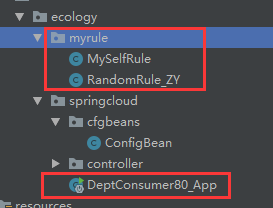 ecology
myrule
MySelfRule
RandomRule_ZY
springcloud
cfgbeans
ConfigBean
controller
DeptConsumer80_App
resources